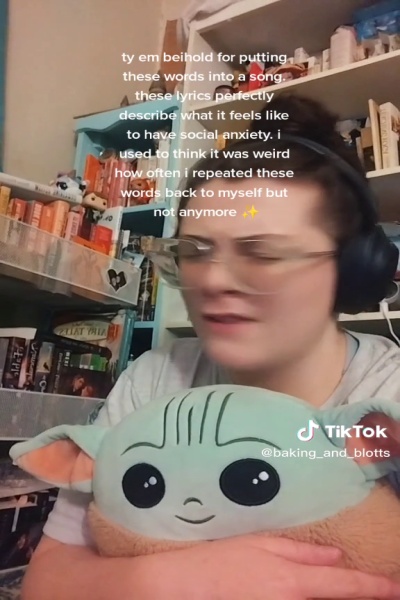 ty em beihold for putting
these words into a song.
these lyrics perfectly
describe what it feels like
to have social anxiety. i
used to think it was weird
how often i repeated these
words back to myself but
not anymore ✨
TikTok
@baking_and_blotts